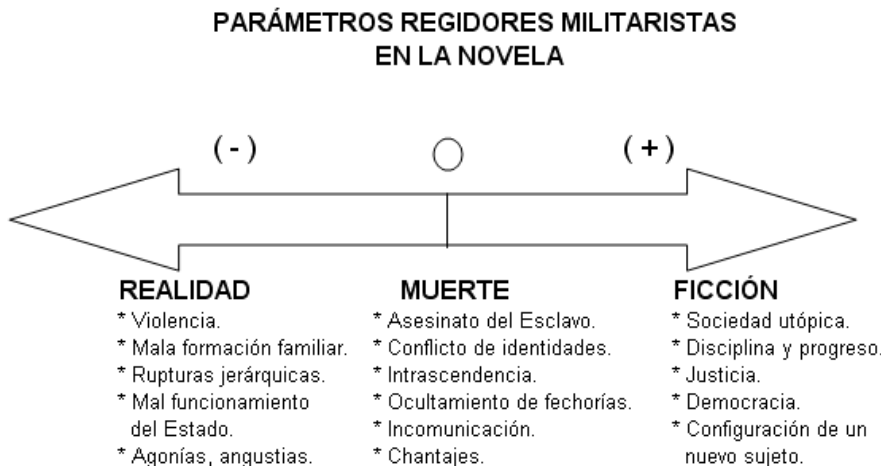 PARÁMETROS REGIDORES MILITARISTAS
EN LA NOVELA
( - )
( + )
REALIDAD
* Violencia.
* Mala formación familiar.
* Rupturas jerárquicas.
* Mal funcionamiento
del Estado.
* Agonías, angustias.
MUERTE
* Asesinato del Esclavo.
* Conflicto de identidades.
* Intrascendencia.
* Ocultamiento de fechorías.
* Incomunicación.
* Chantajes.
FICCIÓN
* Sociedad utópica.
* Disciplina y progreso.
* Justicia.
* Democracia.
* Configuración de un
nuevo sujeto.